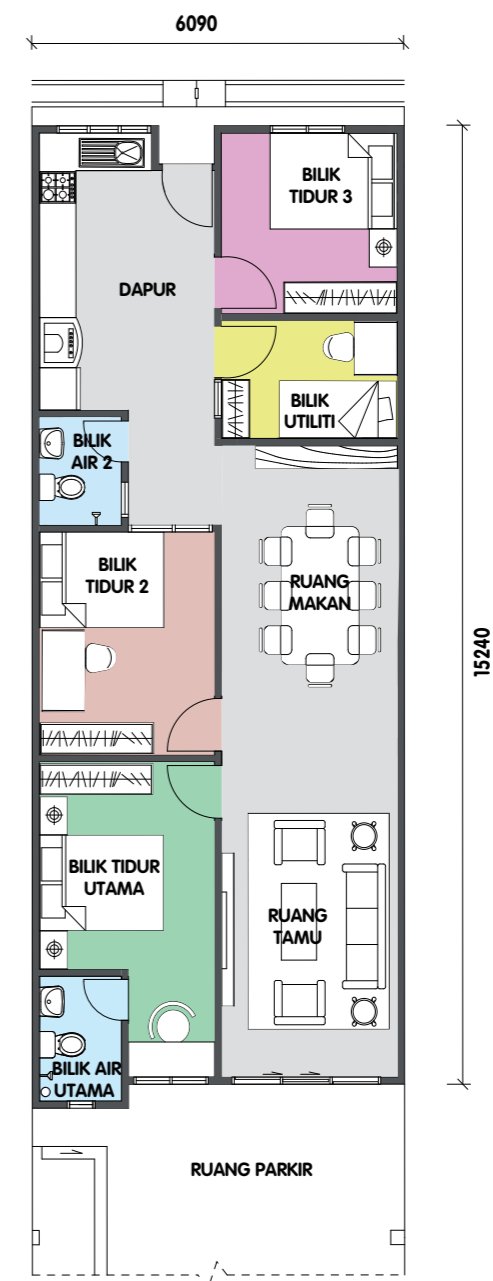 6090
BILIK
TIDUR 3
DAPUR
BILIK
UTILITI
BILIK
AIR 2
BILIK
TIDUR 2
RUANG
MAKAN
15240
BILIK TIDUR
UTAMA
RUANG
TAMU
BILIK AIR
UTAMA
RUANG PARKIR